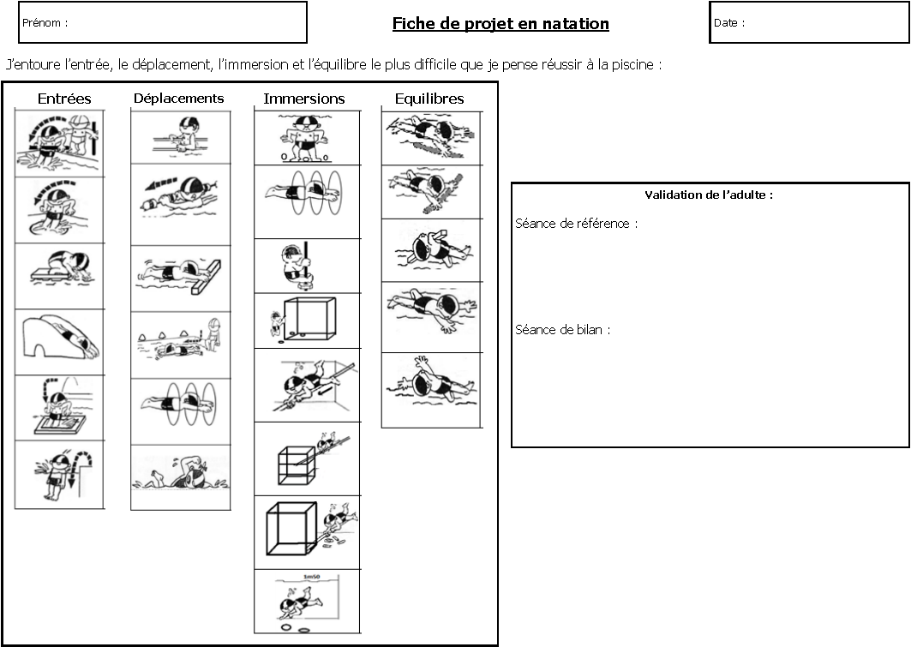 Prénom :
Fiche de projet en natation
Date :
J'entoure l'entrée, le déplacement, l'immersion et l'équilibre le plus difficile que je pense réussir à la piscine :
Entrées
Déplacements
Immersions
Equilibres
Validation de l'adulte :
Séance de référence :
Séance de bilan :
1m50